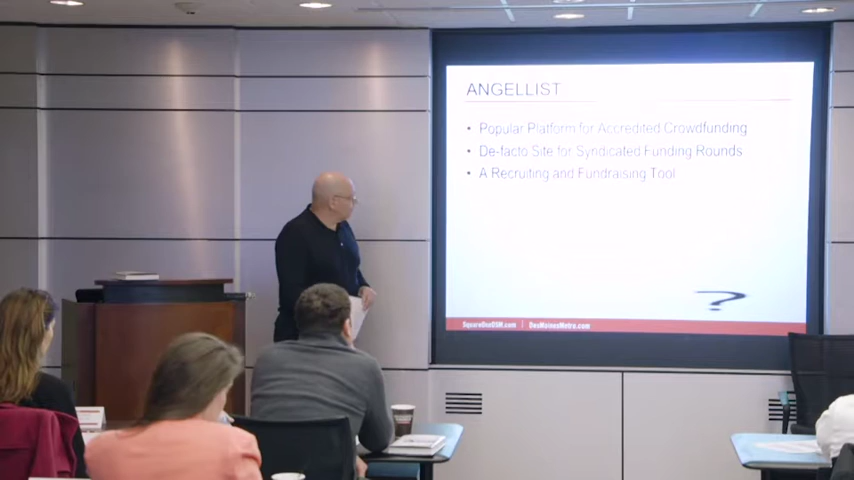 ANGELLIST
• Popular Platform for Accredited Crowdfunding
• De-facto Site for Syndicated Funding Rounds
• A Recruiting and Fundraising Tool
?
SquareOneDSM.com | DesMoinesMetro.com